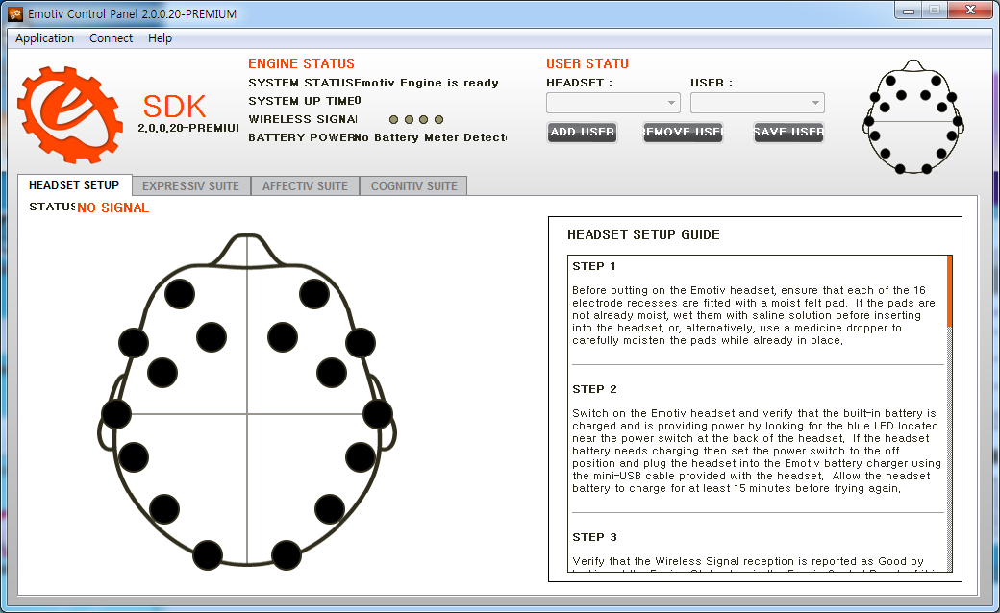 Emotiv Control Panel 2.0.0.20-PREMIUM
Application Connect Help
SDK
2,0,0,20-PREMIUI
ENGINE STATUS
SYSTEM STATUSEmotiv Engine is ready
SYSTEM UP TIME0
WIRELESS SIGNAl
BATTERY POWERNo Battery Meter Detecte
USER STATU
HEADSET :
USER :
ADD USER
REMOVE USER
SAVE USER
HEADSET SETUP
EXPRESSIV SUITE
AFFECTIV SUITE
COGNITIV SUITE
STATUS
NO SIGNAL
HEADSET SETUP GUIDE
STEP 1
Before putting on the Emotiv headset, ensure that each of the 16
electrode recesses are fitted with a moist felt pad. If the pads are
not already moist, wet them with saline solution before inserting
into the headset, or, alternatively, use a medicine dropper to
carefully moisten the pads while already in place.
STEP 2
Switch on the Emotiv headset and verify that the built-in battery is
charged and is providing power by looking for the blue LED located
near the power switch at the back of the headset. If the headset
battery needs charging then set the power switch to the off
position and plug the headset into the Emotiv battery charger using
the mini-USB cable provided with the headset. Allow the headset
battery to charge for at least 15 minutes before trying again.
STEP 3
Verify that the Wireless Signal reception is reported as Good by